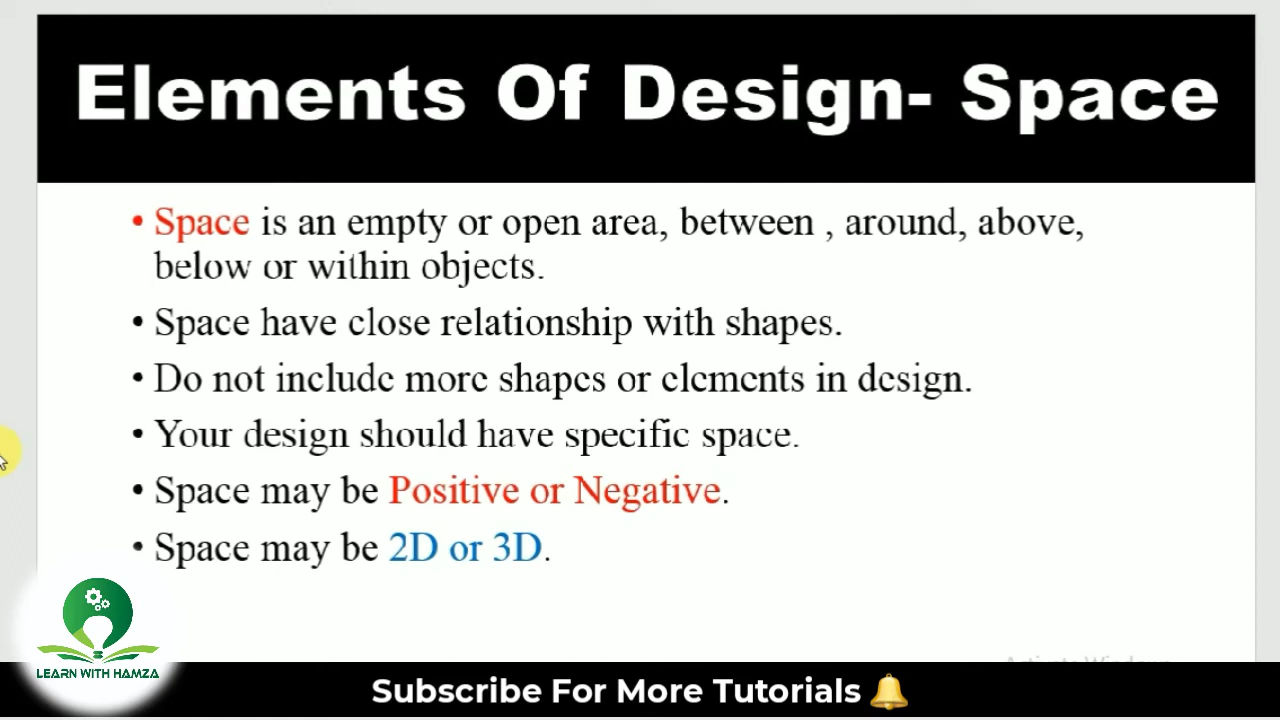 Elements Of Design- Space
• Space is an empty or open area, between , around, above,
below or within objects.
• Space have close relationship with shapes.
• Do not include more shapes or elements in design.
• Your design should have specific space.
• Space may be Positive or Negative.
• Space may be 2D or 3D.
LEARN WITH HAMZA
Subscribe For More Tutorials